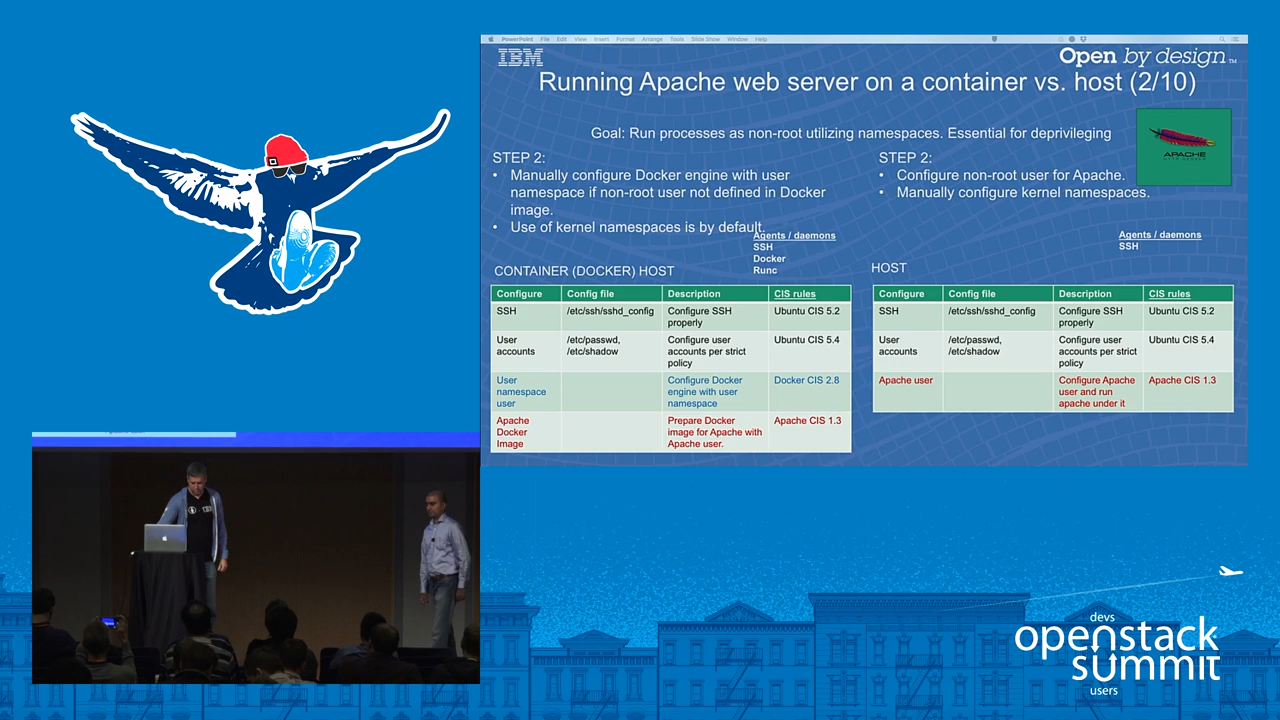 PowerPoint File Edit View Insert Format Arrange Tools Slide Show Window Help
IBM
Open by design™
Running Apache web server on a container vs. host (2/10)
Goal: Run processes as non-root utilizing namespaces. Essential for deprivileging
APACHE
STEP 2:
• Manually configure Docker engine with user
namespace if non-root user not defined in Docker
image.
• Use of kernel namespaces is by default.
Agents / daemons
SSH
Docker
Runc
CONTAINER (DOCKER) HOST
Configure Config file Description CIS rules
SSH /etc/ssh/sshd_config Configure SSH Ubuntu CIS 5.2
properly
User /etc/passwd, Configure user Ubuntu CIS 5.4
accounts /etc/shadow accounts per strict
policy
User Configure Docker Docker CIS 2.8
namespace engine with user
user namespace
Apache Prepare Docker Apache CIS 1.3
Docker image for Apache with
Image Apache user.
STEP 2:
• Configure non-root user for Apache.
• Manually configure kernel namespaces.
Agents / daemons
SSH
HOST
Configure Config file Description CIS rules
SSH /etc/ssh/sshd_config Configure SSH Ubuntu CIS 5.2
properly
User /etc/passwd, Configure user Ubuntu CIS 5.4
accounts /etc/shadow accounts per strict
policy
Apache user Configure Apache Apache CIS 1.3
user and run
apache under it
devs
openstack
summit
users